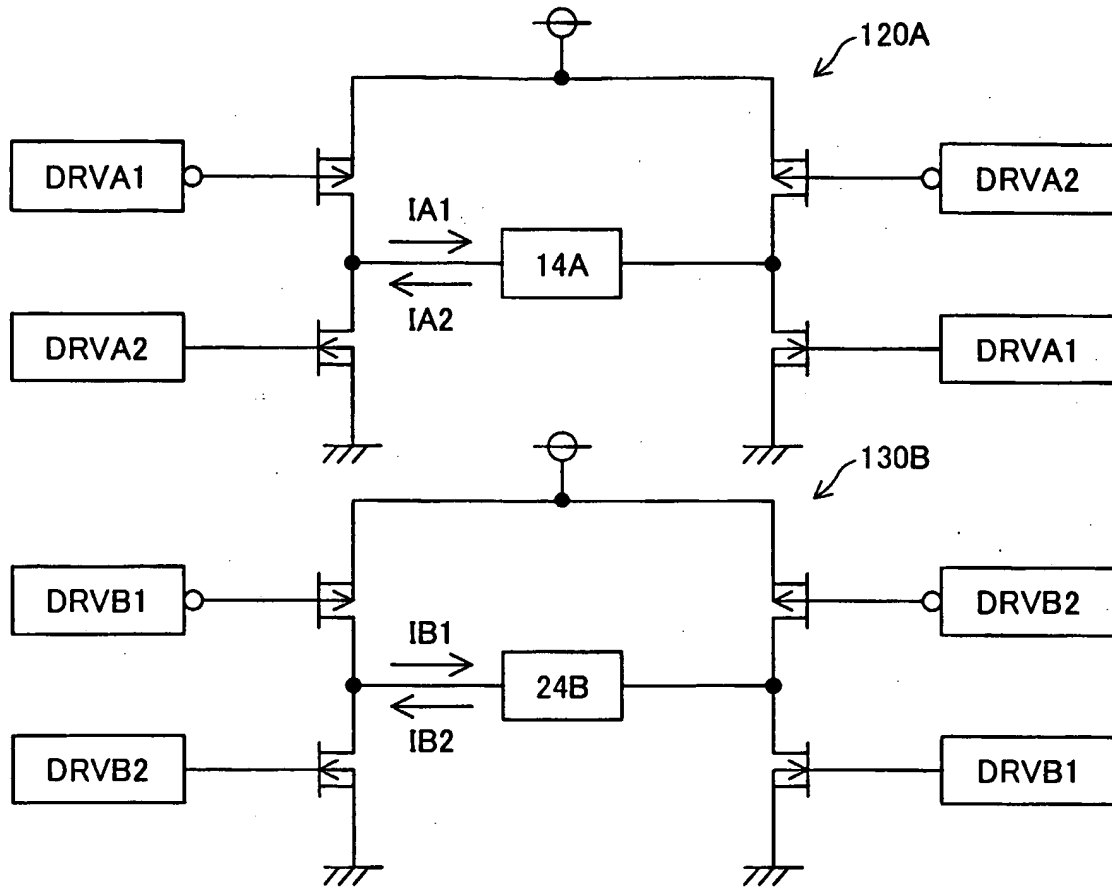 120A
DRVA1
DRVA2
IA1
14A
IA2
DRVA2
DRVA1
130B
DRVB1
DRVB2
IB1
24B
IB2
DRVB2
DRVB1